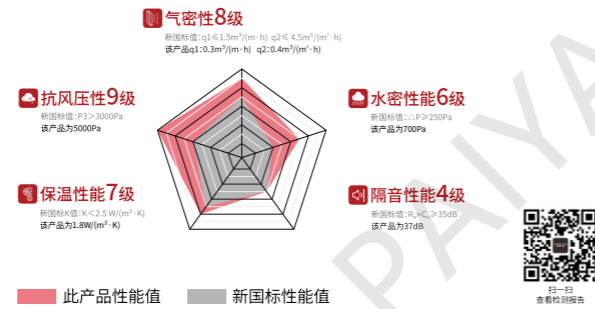 气密性8级
新国标值：q1≤1.5m³/(m·h) q2≤ 4.5m³/(m²·h)
该产品q1：0.3m³/(m·h) q2：0.4m³/(m²·h)
抗风压性9级
新国标值：P3＞3000Pa
该产品为5000Pa
水密性能6级
新国标值：△P≥250Pa
该产品为700Pa
保温性能7级
新国标K值：K＜2.5 W/(m²·K)
该产品为1.8W/(m²·K)
隔音性能4级
新国标值：Rw+Ctr≥35dB
该产品为37dB
此产品性能值
新国标性能值
扫一扫
查看检测报告
PAIYA